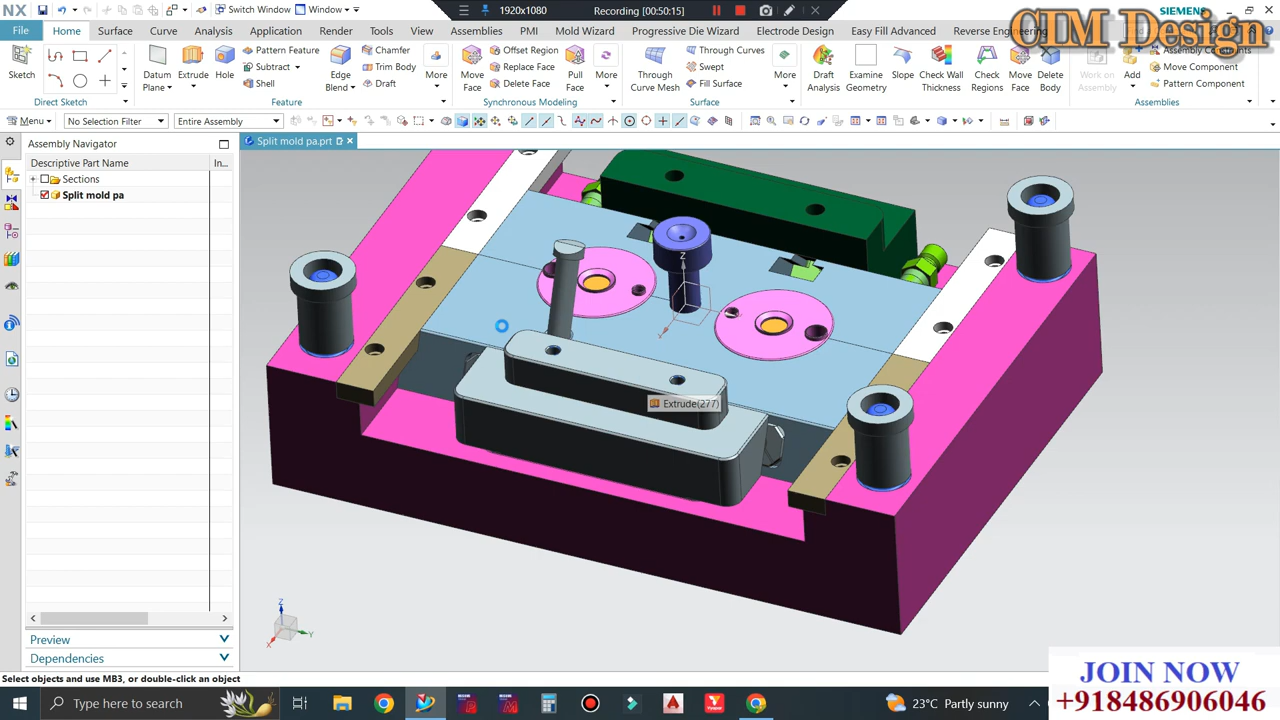 NX
Switch Window
Window
1920x1080
Recording [00:50:15]
SIEMENS
CIM Design
File
Home
Surface
Curve
Analysis
Application
Render
Tools
View
Assemblies
PMI
Mold Wizard
Progressive Die Wizard
Electrode Design
Easy Fill Advanced
Reverse Engineering
Sketch
Direct Sketch
Datum Plane
Extrude
Hole
Pattern Feature
Subtract
Shell
Edge Blend
Chamfer
Trim Body
Draft
More
Feature
Move Face
Offset Region
Replace Face
Delete Face
Pull Face
More
Synchronous Modeling
Through Curve Mesh
Through Curves
Swept
Fill Surface
More
Surface
Draft Analysis
Examine Geometry
Slope
Check Wall Thickness
Check Regions
Move Face
Delete Body
Work on Assembly
Add
Assembly Constraints
Move Component
Pattern Component
Assemblies
Menu
No Selection Filter
Entire Assembly
Assembly Navigator
Split mold pa.prt
Descriptive Part Name
In...
Sections
Split mold pa
Z
Extrude(277)
Z
X
Y
Preview
Dependencies
Select objects and use MB3, or double-click an object
JOIN NOW
+918486906046
Type here to search
23°C Partly sunny